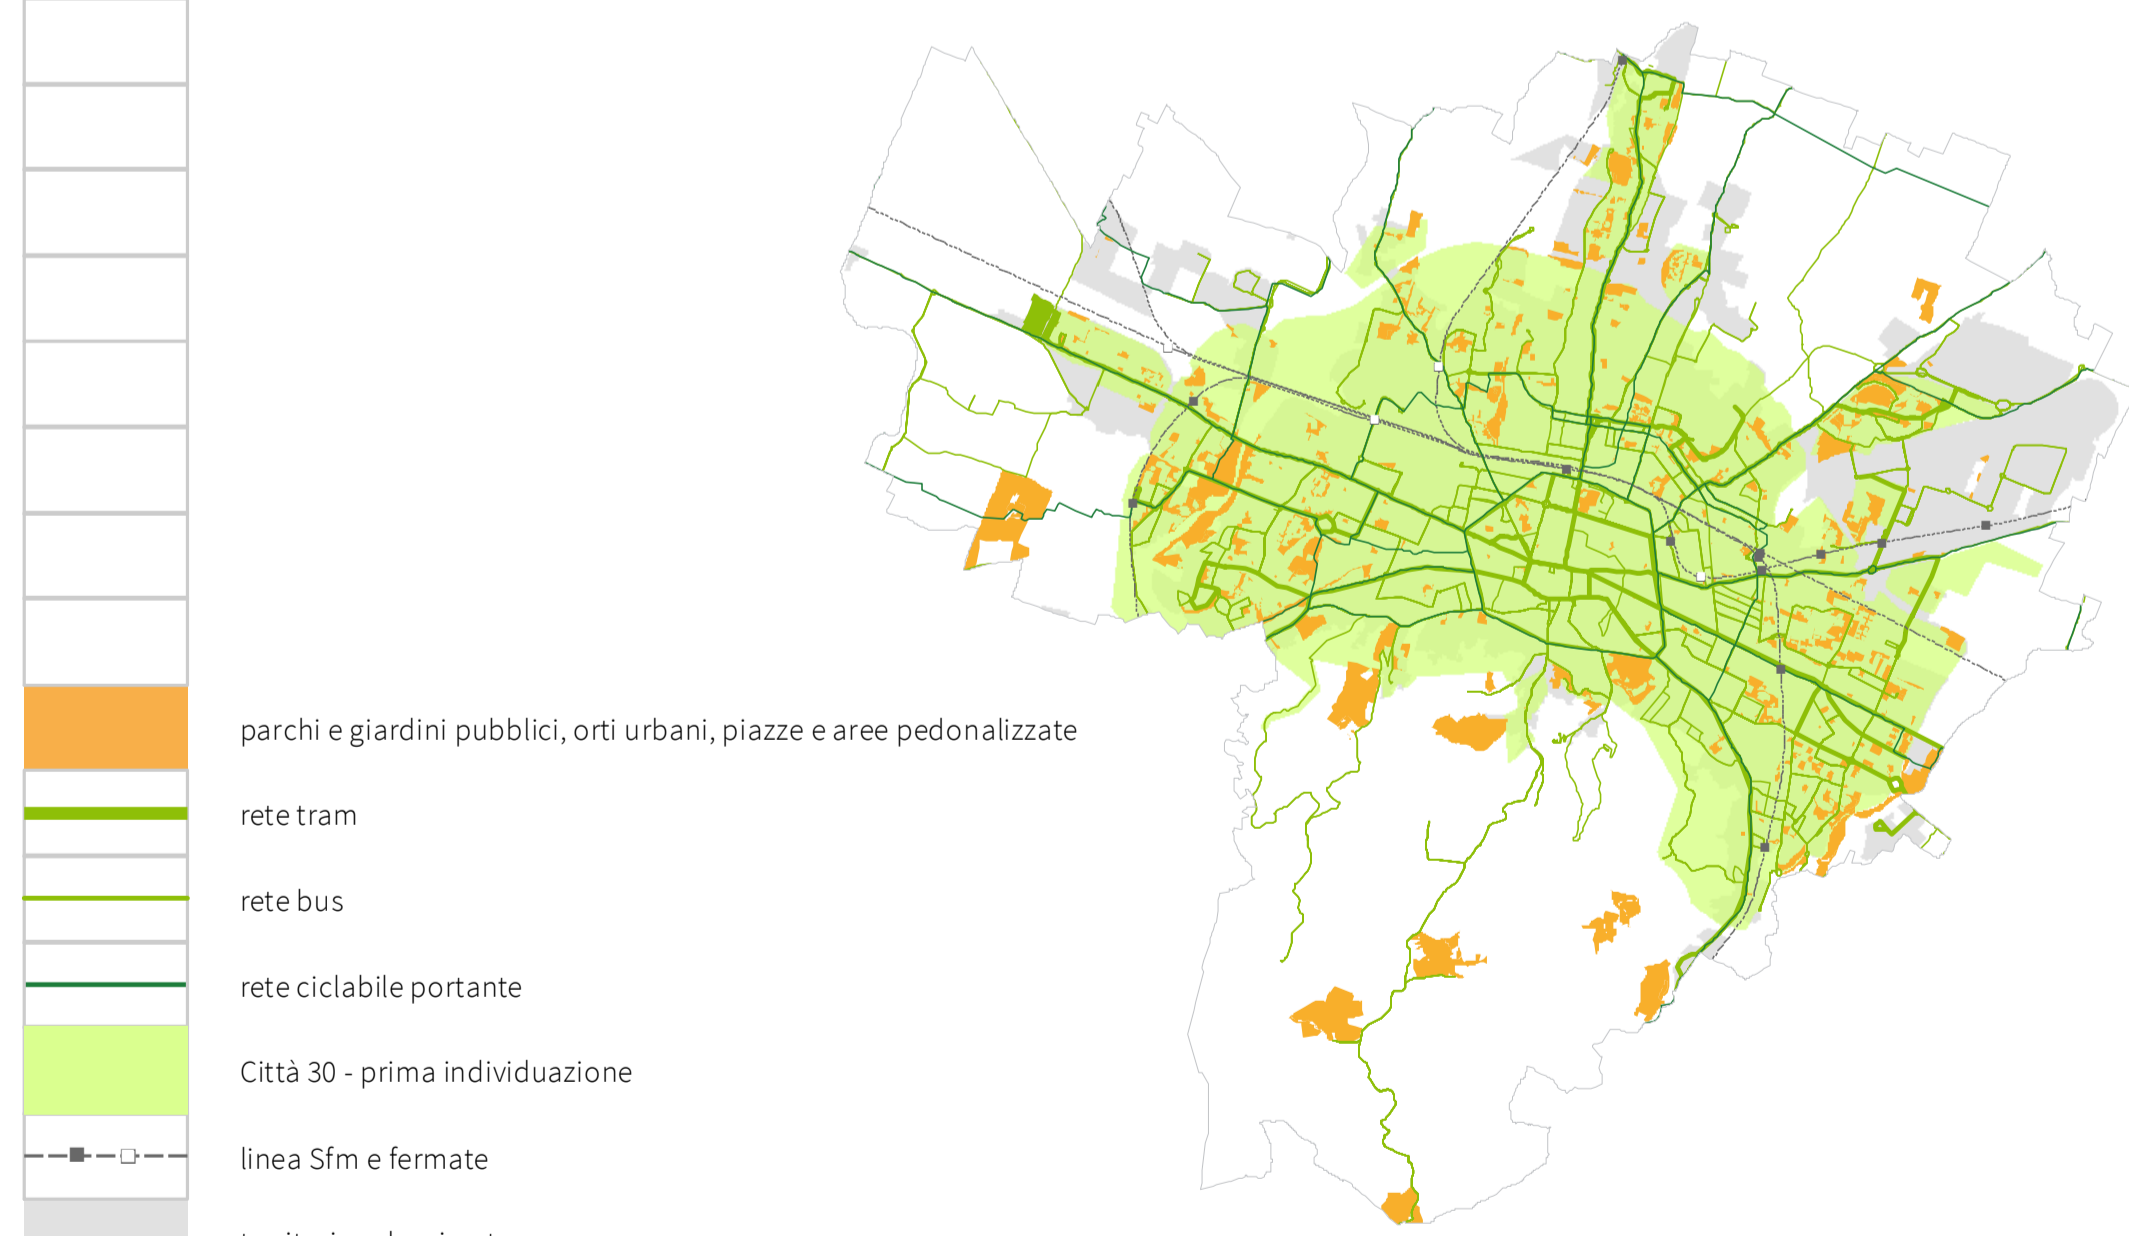 parchi e giardini pubblici, orti urbani, piazze e aree pedonalizzate
rete tram
rete bus
rete ciclabile portante
Città 30 - prima individuazione
linea Sfm e fermate